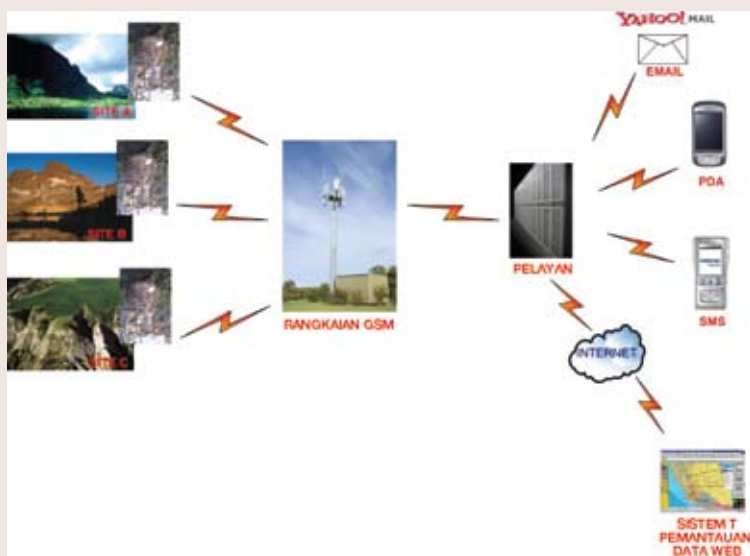 YAHOO! MAIL
EMAIL
SITE A
PDA
SITE B
PELAYAN
SMS
SITE C
RANGKAIAN GSM
INTERNET
SISTEM T
PEMANTAUAN
DATA WEB